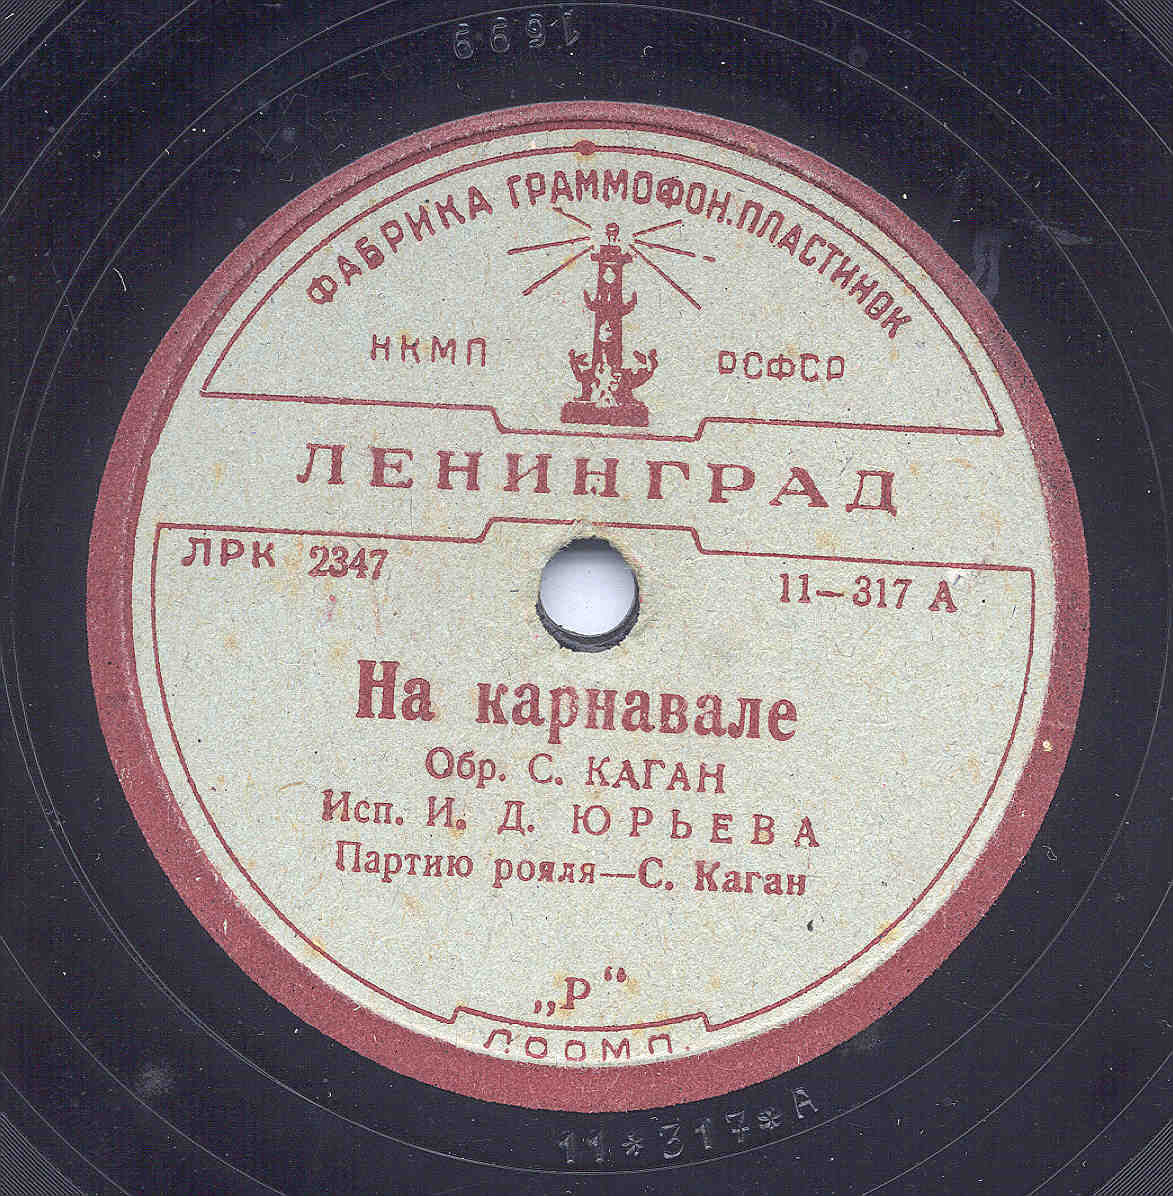 1699
ФАБРИКА ГРАММОФОН.ПЛАСТИНОК
НКМП РСФСР
ЛЕНИНГРАД
ЛРК 2347 11–317 А
На карнавале
Обр. С. КАГАН
Исп. И. Д. ЮРЬЕВА
Партию рояля—С. Каган
„Р“
ЛООМП.
11*317*А